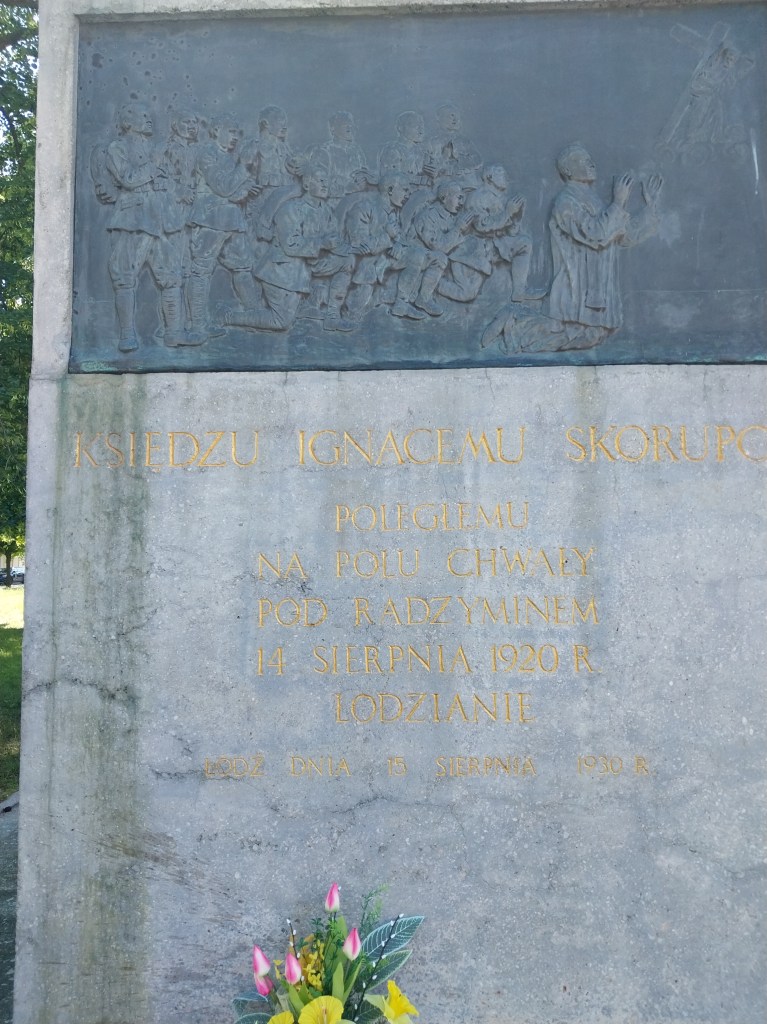 KSIĘDZU IGNACEMU SKORUPC
POLEGŁEMU
NA POLU CHWAŁY
POD RADZYMINEM
14 SIERPNIA 1920 R.
ŁODZIANIE
ŁÓDŹ DNIA 15 SIERPNIA 1930 R.